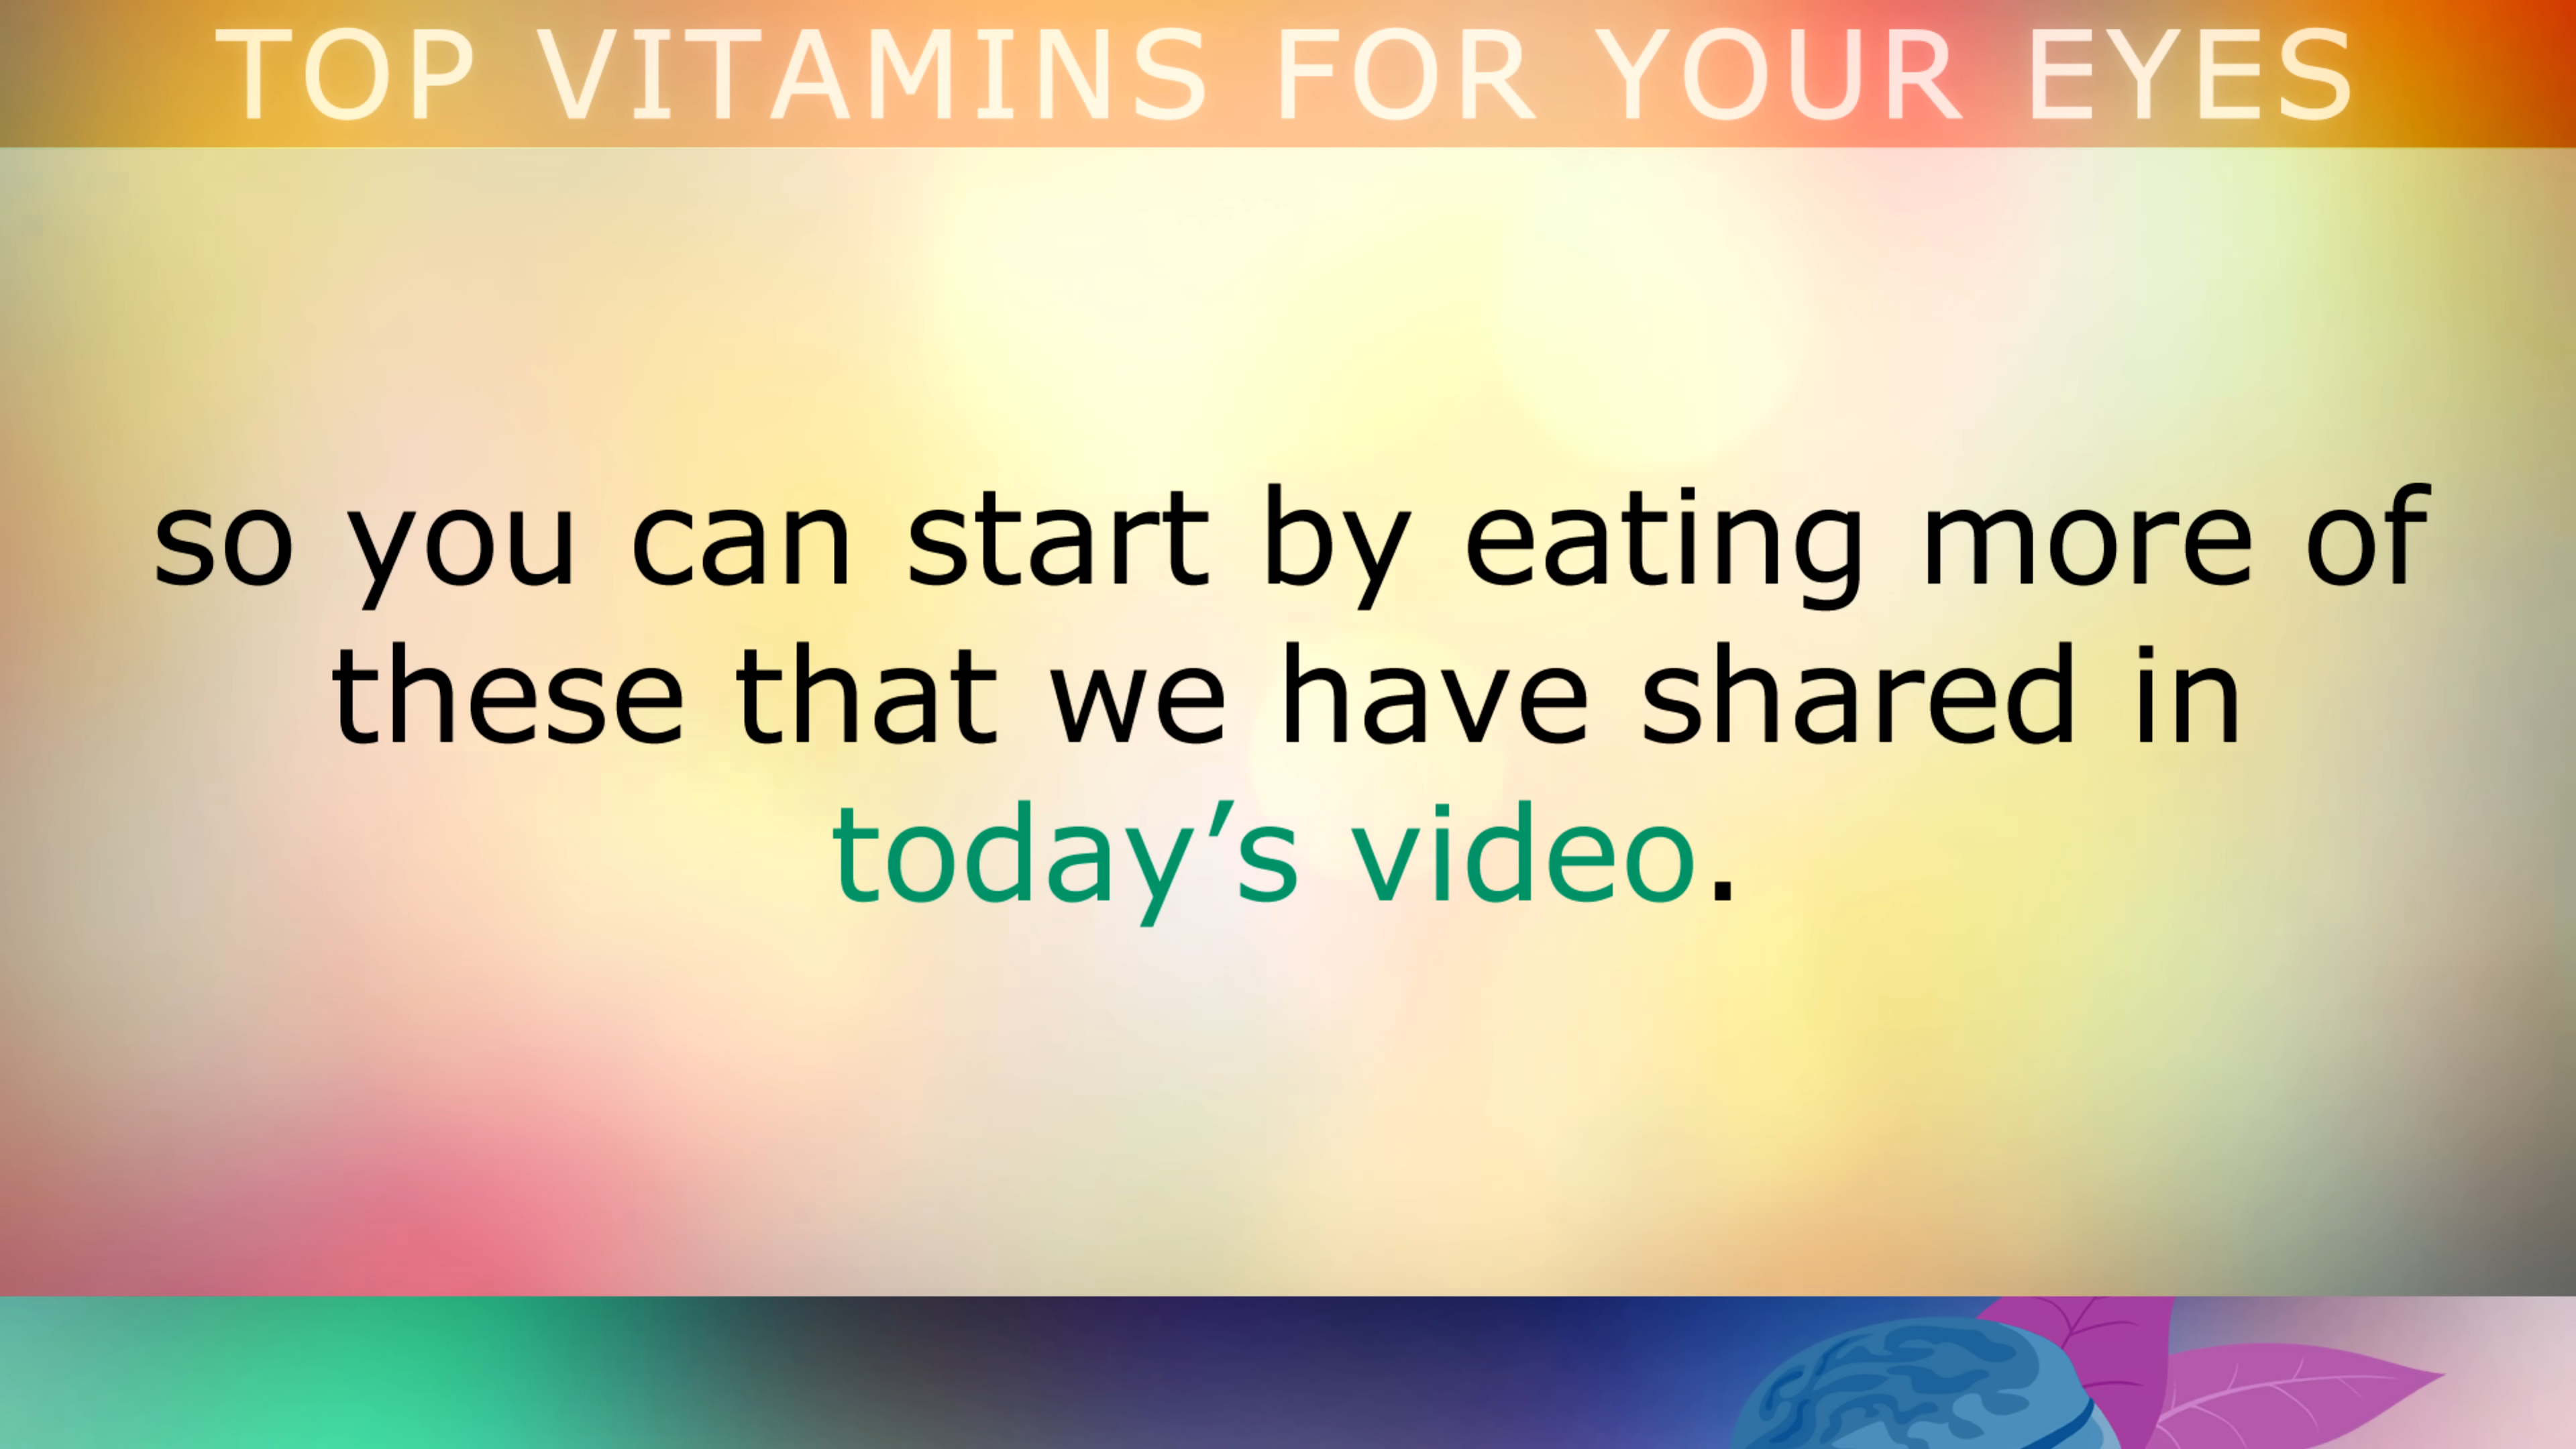 TOP VITAMINS FOR YOUR EYES
so you can start by eating more of
these that we have shared in
today’s video.